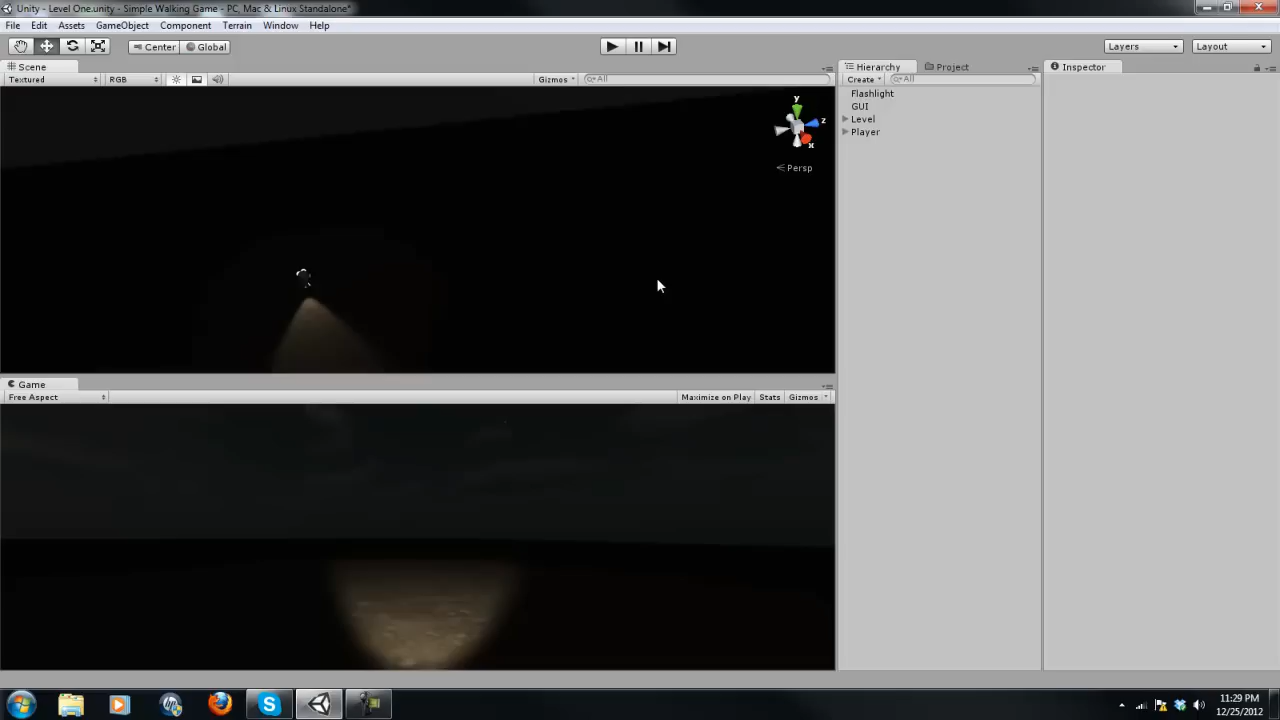 Unity - Level One.unity - Simple Walking Game - PC, Mac & Linux Standalone*
File Edit Assets GameObject Component Terrain Window Help
Center Global Layers Layout
Scene Hierarchy Project Inspector
Textured RGB Gizmos All Create All
y
z
x
Persp
Flashlight
GUI
Level
Player
Game
Free Aspect Maximize on Play Stats Gizmos
11:29 PM
12/25/2012